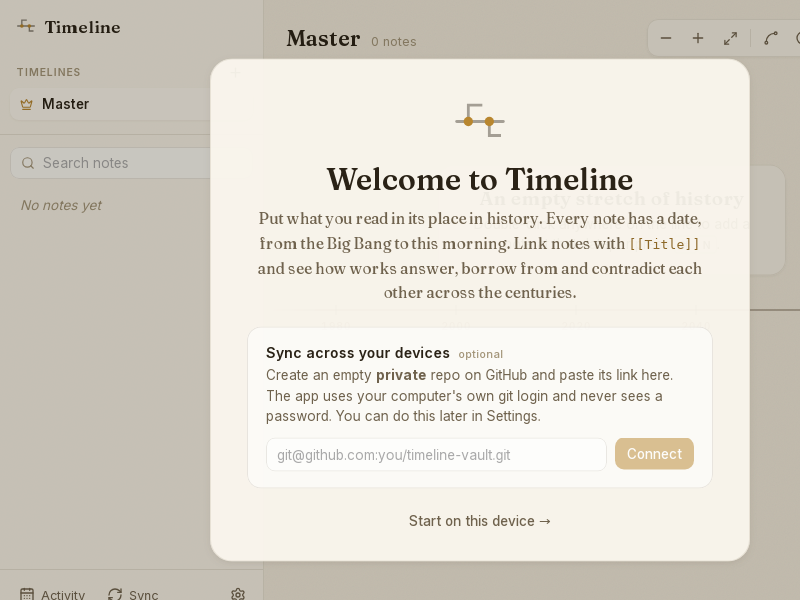 Timeline
TIMELINES
Master
Search notes
No notes yet
Activity
Sync
Master 0 notes
Welcome to Timeline
Put what you read in its place in history. Every note has a date,
from the Big Bang to this morning. Link notes with [[Title]]
and see how works answer, borrow from and contradict each
other across the centuries.
Sync across your devices optional
Create an empty private repo on GitHub and paste its link here.
The app uses your computer's own git login and never sees a
password. You can do this later in Settings.
git@github.com:you/timeline-vault.git
Connect
Start on this device →
An empty stretch of history